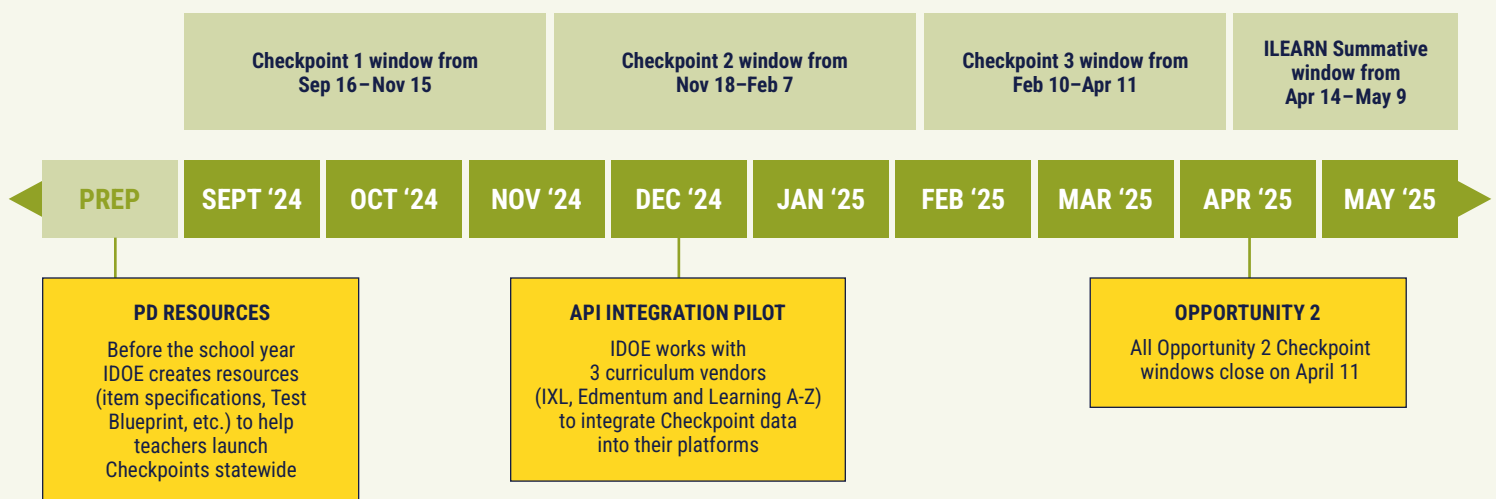 Checkpoint 1 window from
Sep 16–Nov 15
Checkpoint 2 window from
Nov 18–Feb 7
Checkpoint 3 window from
Feb 10–Apr 11
ILEARN Summative
window from
Apr 14–May 9
PREP
SEPT ‘24
OCT ‘24
NOV ‘24
DEC ‘24
JAN ‘25
FEB ‘25
MAR ‘25
APR ‘25
MAY ‘25
PD RESOURCES
Before the school year
IDOE creates resources
(item specifications, Test
Blueprint, etc.) to help
teachers launch
Checkpoints statewide
API INTEGRATION PILOT
IDOE works with
3 curriculum vendors
(IXL, Edmentum and Learning A-Z)
to integrate Checkpoint data
into their platforms
OPPORTUNITY 2
All Opportunity 2 Checkpoint
windows close on April 11